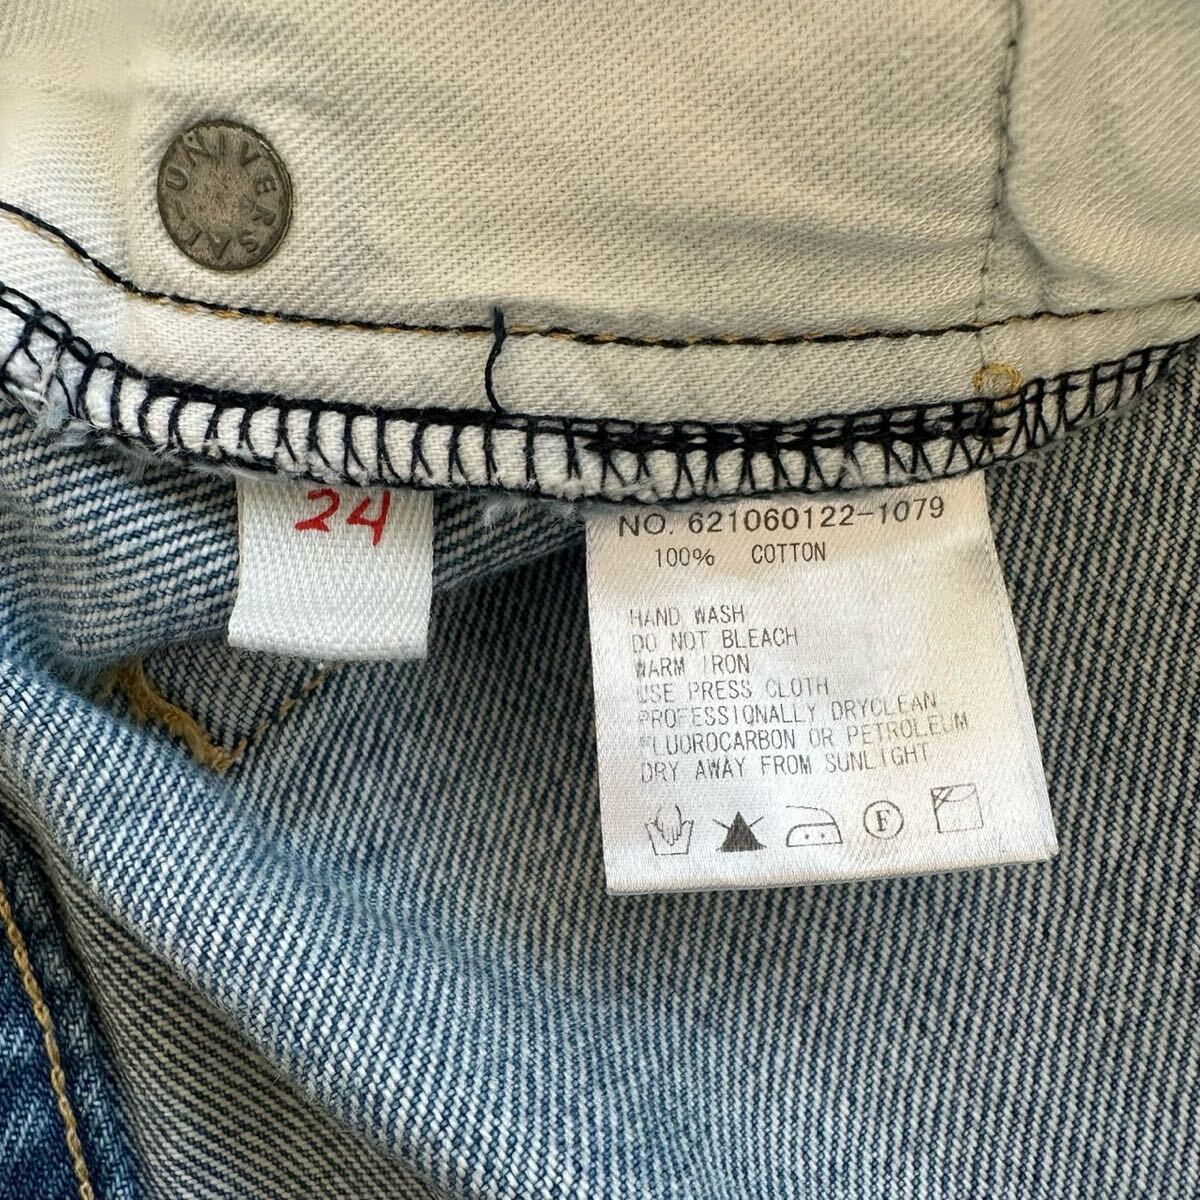 UNIVERSAL
24
NO. 621060122-1079
100% COTTON
HAND WASH
DO NOT BLEACH
WARM IRON
USE PRESS CLOTH
PROFESSIONALLY DRYCLEAN
FLUOROCARBON OR PETROLEUM
DRY AWAY FROM SUNLIGHT
F